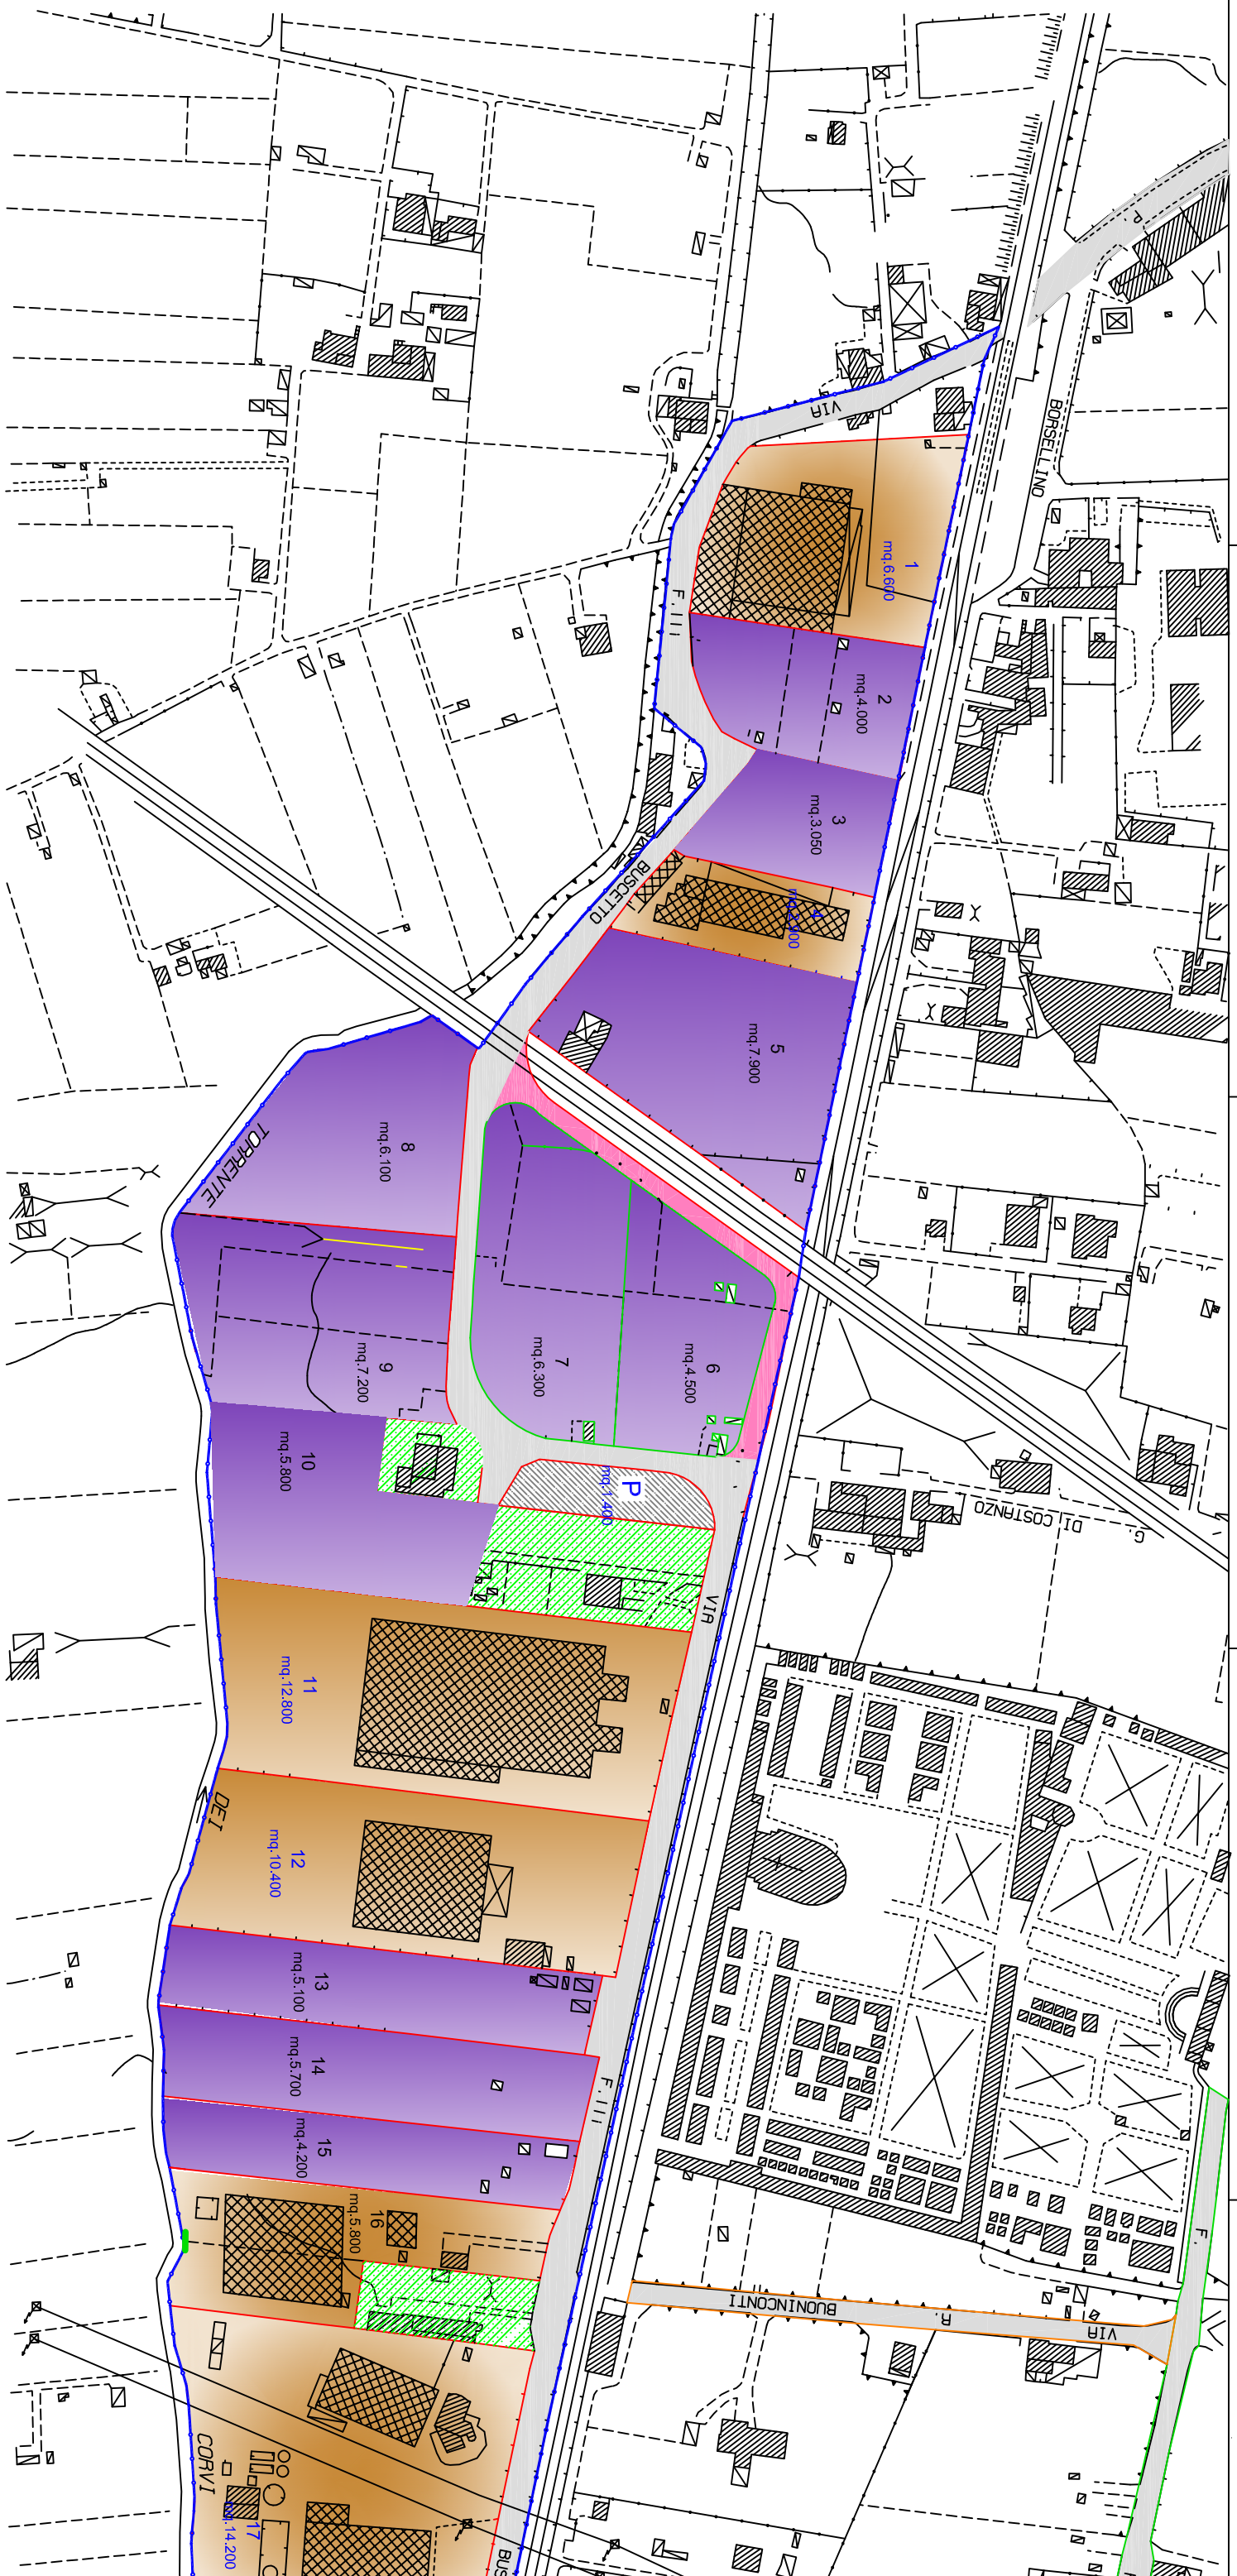 P.
BORSELLINO
VIA
1
mq.6.600
F.lli
2
mq.4.000
3
mq.3.050
BUSCETTO
4
5
mq.7.900
8
mq.6.100
TORRENTE
6
mq.4.500
7
mq.6.300
9
mq.7.200
10
mq.5.800
P
mq.1.400
G.
DI COSTANZO
VIA
11
mq.12.800
DEI
12
mq.10.400
13
mq.5.100
14
mq.5.700
F.lli
15
mq.4.200
16
mq.5.800
F.
VIA
R.
BUONINCONTI
CORVI
17
mq.14.200
BUS